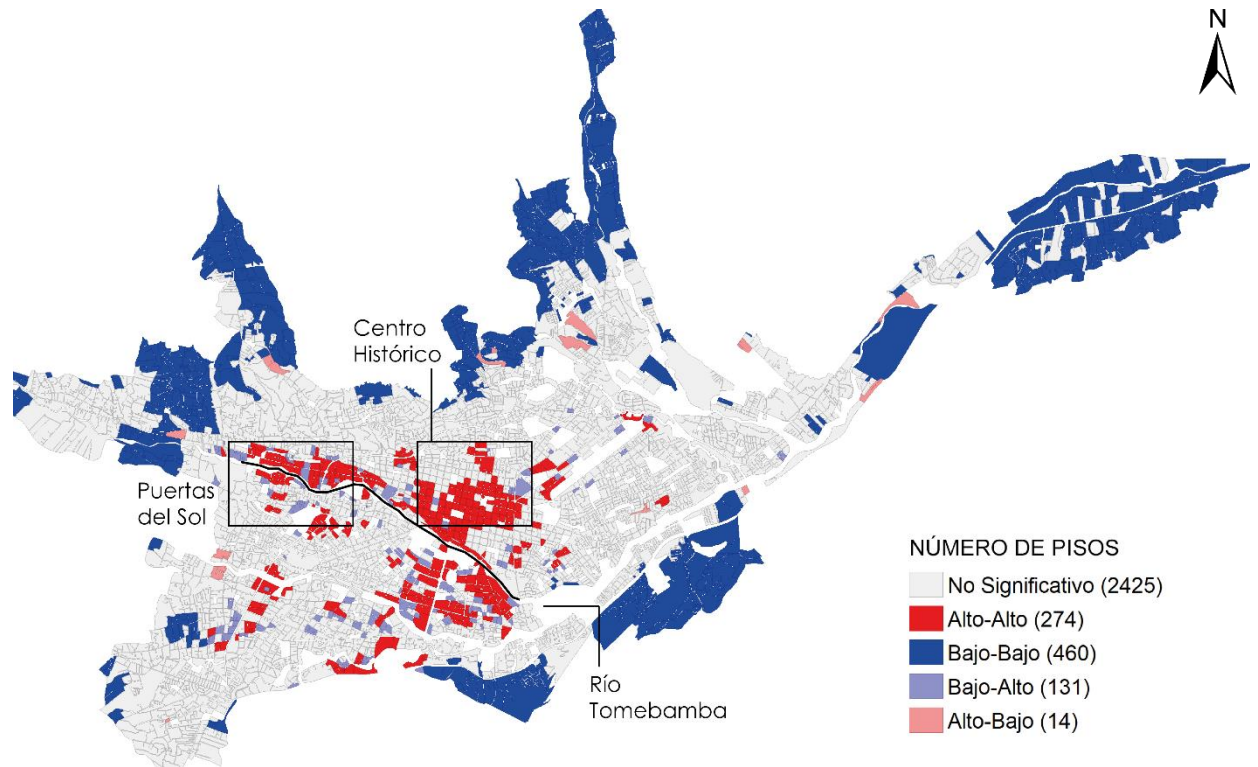 N
Centro
Histórico
Puertas
del Sol
Río
Tomebamba
NÚMERO DE PISOS
No Significativo (2425)
Alto-Alto (274)
Bajo-Bajo (460)
Bajo-Alto (131)
Alto-Bajo (14)